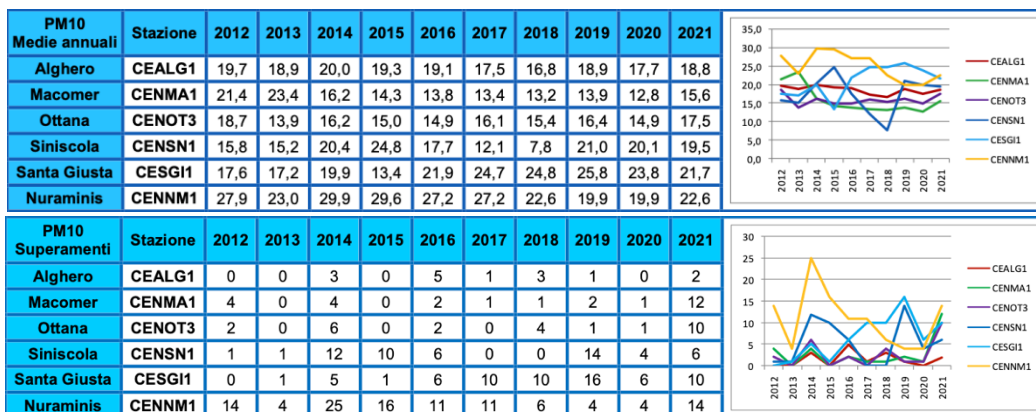 PM10
Medie annuali Stazione 2012 2013 2014 2015 2016 2017 2018 2019 2020 2021
Alghero CEALG1 19,7 18,9 20,0 19,3 19,1 17,5 16,8 18,9 17,7 18,8
Macomer CENMA1 21,4 23,4 16,2 14,3 13,8 13,4 13,2 13,9 12,8 15,6
Ottana CENOT3 18,7 13,9 16,2 15,0 14,9 16,1 15,4 16,4 14,9 17,5
Siniscola CENSN1 15,8 15,2 20,4 24,8 17,7 12,1 7,8 21,0 20,1 19,5
Santa Giusta CESGI1 17,6 17,2 19,9 13,4 21,9 24,7 24,8 25,8 23,8 21,7
Nuraminis CENNM1 27,9 23,0 29,9 29,6 27,2 27,2 22,6 19,9 19,9 22,6
35,0
30,0
25,0
20,0
15,0
10,0
5,0
0,0
2012 2013 2014 2015 2016 2017 2018 2019 2020 2021
CEALG1
CENMA1
CENOT3
CENSN1
CESGI1
CENNM1
PM10
Superamenti Stazione 2012 2013 2014 2015 2016 2017 2018 2019 2020 2021
Alghero CEALG1 0 0 3 0 5 1 3 1 0 2
Macomer CENMA1 4 0 4 0 2 1 1 2 1 12
Ottana CENOT3 2 0 6 0 2 0 4 1 1 10
Siniscola CENSN1 1 1 12 10 6 0 0 14 4 6
Santa Giusta CESGI1 0 1 5 1 6 10 10 16 6 10
Nuraminis CENNM1 14 4 25 16 11 11 6 4 4 14
30
25
20
15
10
5
0
2012 2013 2014 2015 2016 2017 2018 2019 2020 2021
CEALG1
CENMA1
CENOT3
CENSN1
CESGI1
CENNM1